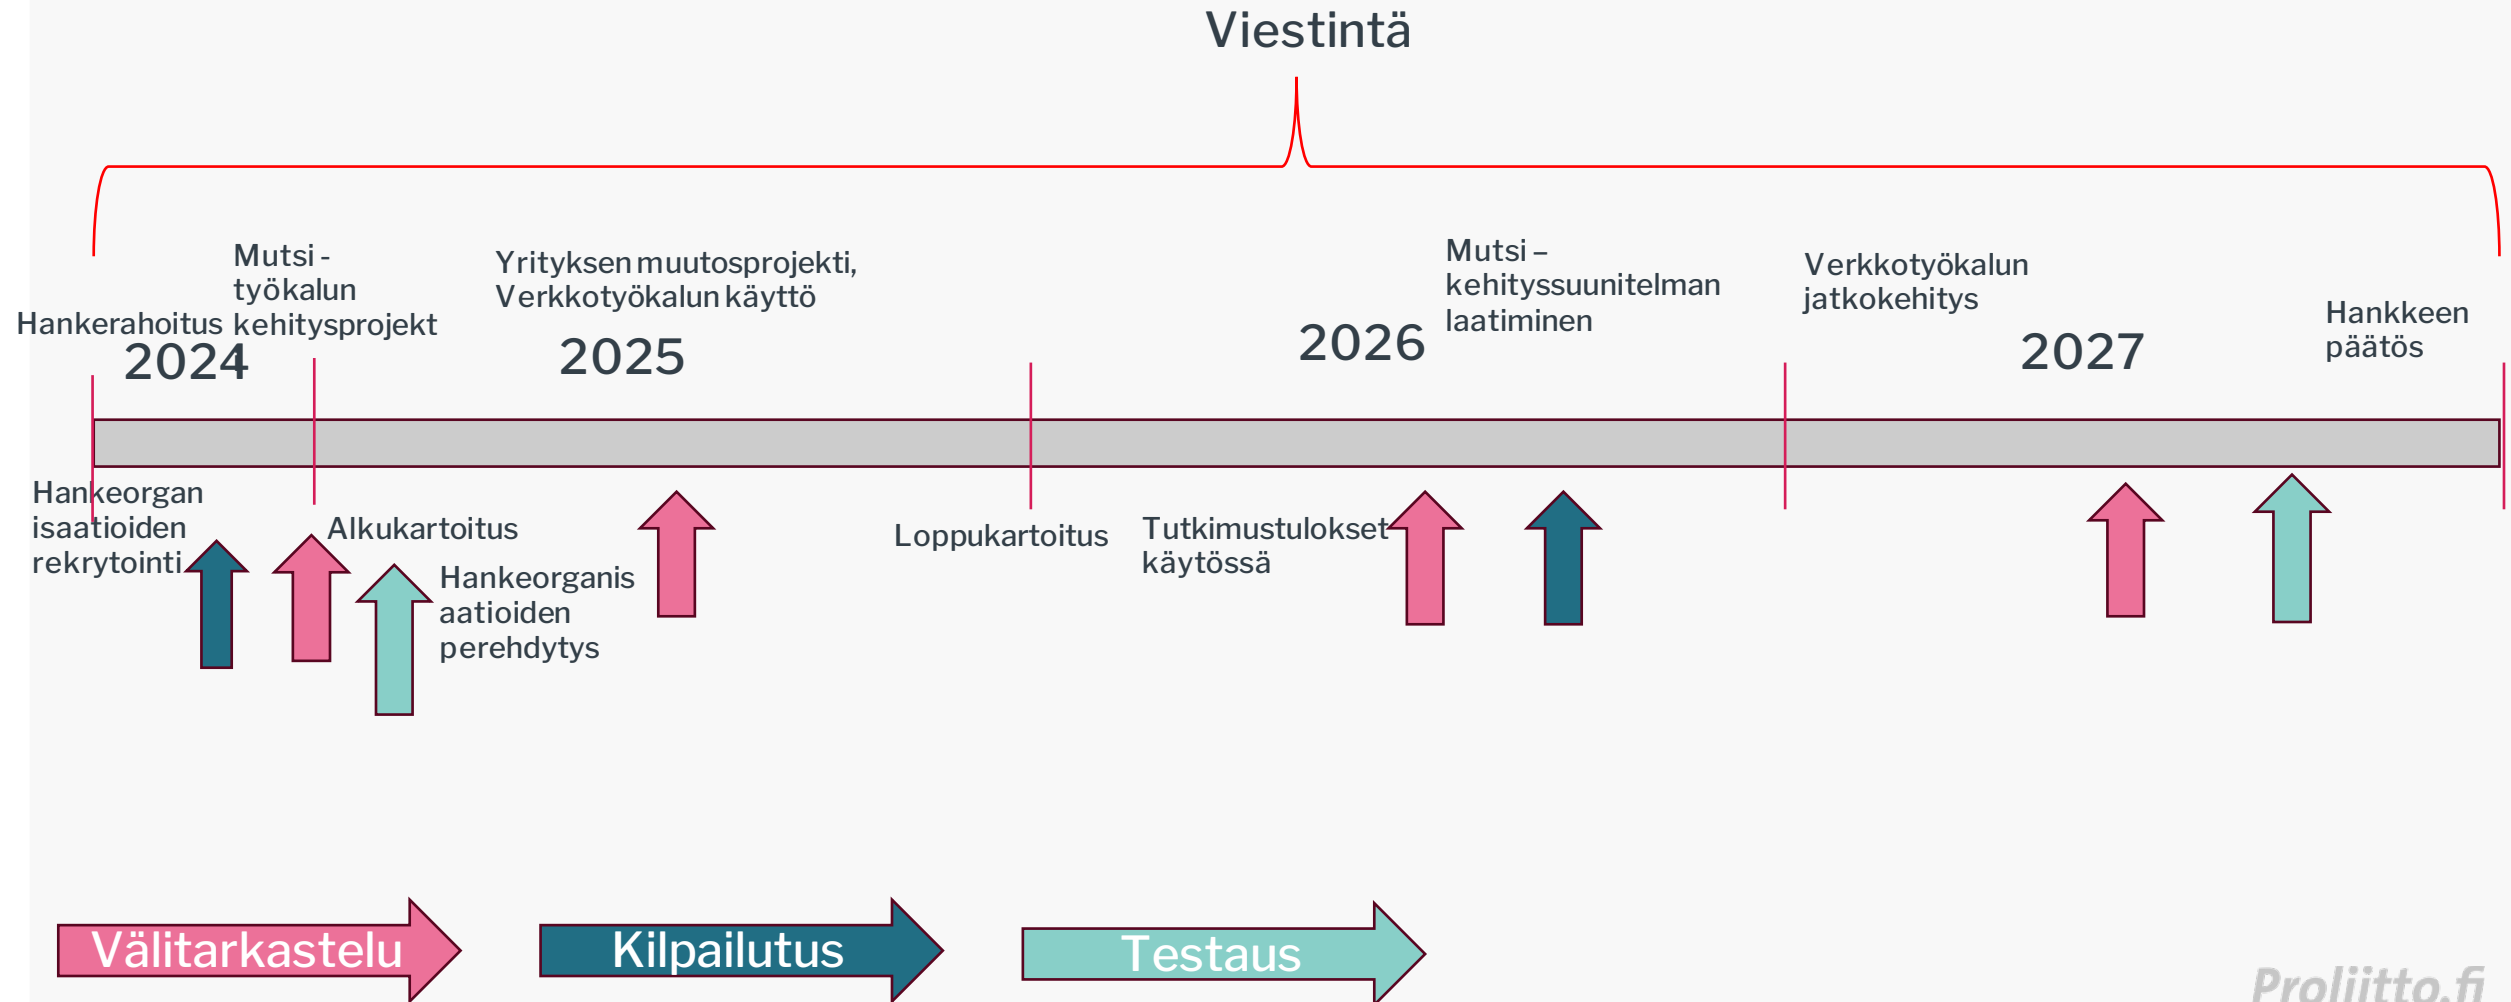 Viestintä
Hankerahoitus
2024
Mutsi -
työkalun
kehitysprojekt
Yrityksen muutosprojekti,
Verkkotyökalun käyttö
2025
2026
Mutsi –
kehityssuunitelman
laatiminen
Verkkotyökalun
jatkokehitys
2027
Hankkeen
päätös
Hankeorgan
isaatioiden
rekrytointi
Alkukartoitus
Hankeorganis
aatioiden
perehdytys
Loppukartoitus
Tutkimustulokset
käytössä
Välitarkastelu
Kilpailutus
Testaus
Proliitto.fi